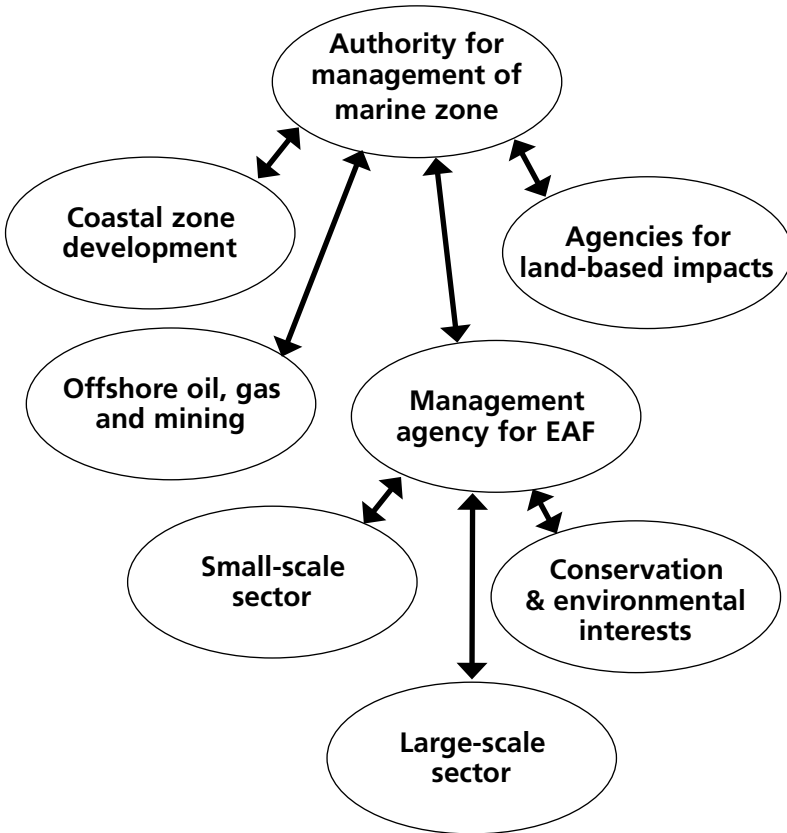 Authority for
management of
marine zone
Coastal zone
development
Agencies for
land-based impacts
Offshore oil, gas
and mining
Management
agency for EAF
Small-scale
sector
Conservation
& environmental
interests
Large-scale
sector